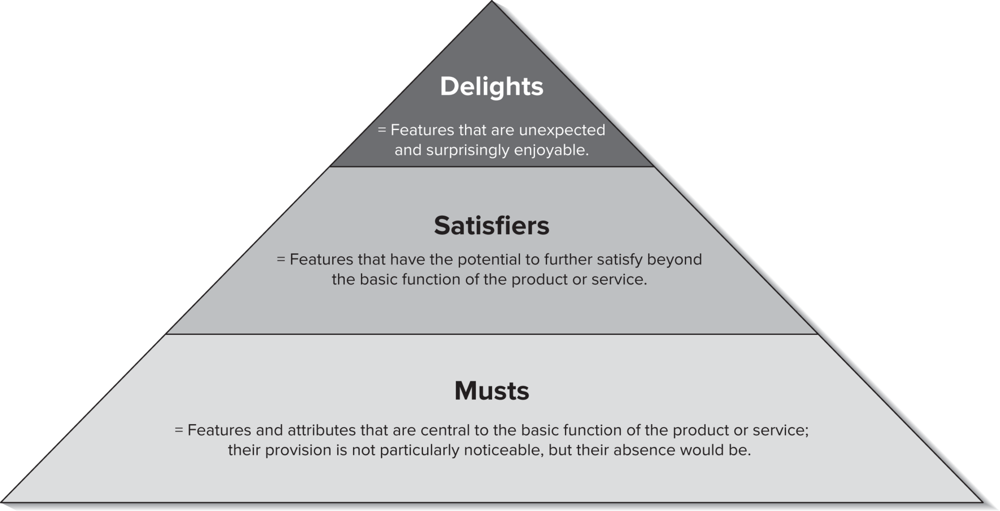 Delights
= Features that are unexpected
and surprisingly enjoyable.
Satisfiers
= Features that have the potential to further satisfy beyond
the basic function of the product or service.
Musts
= Features and attributes that are central to the basic function of the product or service;
their provision is not particularly noticeable, but their absence would be.